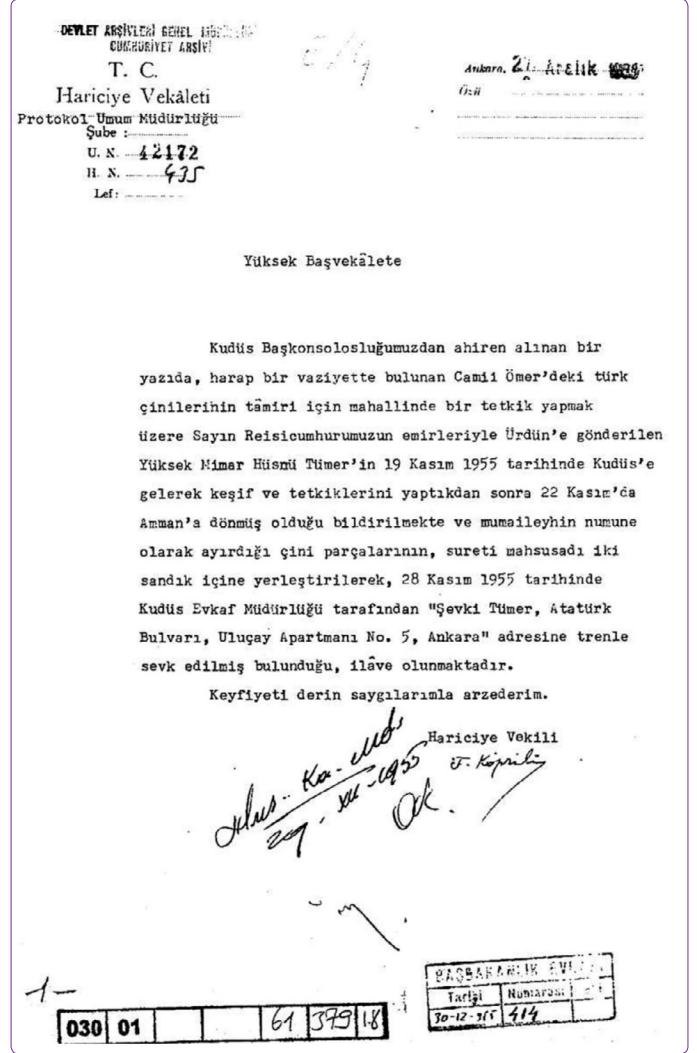 DEVLET ARŞİVLERİ GENEL
CUMHURİYET ARŞİVİ
T. C.
Hariciye Vekâleti
Protokol Umum Müdürlüğü
Şube :
U. N. 42172
H. N. 435
Lef :
Ankara, Aralık
Özü
Yüksek Başvekâlete
Kudüs Başkonsolosluğumuzdan ahiren alınan bir
yazıda, harap bir vaziyette bulunan Camii Ömer'deki türk
çinilerihin tâmiri için mahallinde bir tetkik yapmak
üzere Sayın Reisicumhurumuzun emirleriyle Ürdün'e gönderilen
Yüksek Mimar Hüsnü Tümer'in 19 Kasım 1955 tarihinde Kudüs'e
gelerek keşif ve tetkiklerini yaptıkdan sonra 22 Kasım'da
Amman'a dönmüş olduğu bildirilmekte ve mumaileyhin numune
olarak ayırdığı çini parçalarının, sureti mahsusadı iki
sandık içine yerleştirilerek, 28 Kasım 1955 tarihinde
Kudüs Evkaf Müdürlüğü tarafından "Şevki Tümer, Atatürk
Bulvarı, Uluçay Apartmanı No. 5, Ankara" adresine trenle
sevk edilmiş bulunduğu, ilâve olunmaktadır.
Keyfiyeti derin saygılarımla arzederim.
Hariciye Vekili
F. Köprülü
29 - XII - 1955
-1-
BAŞBAKANLIK
Tarihi Numarası
30-12-955 414
030 01 61 379 18